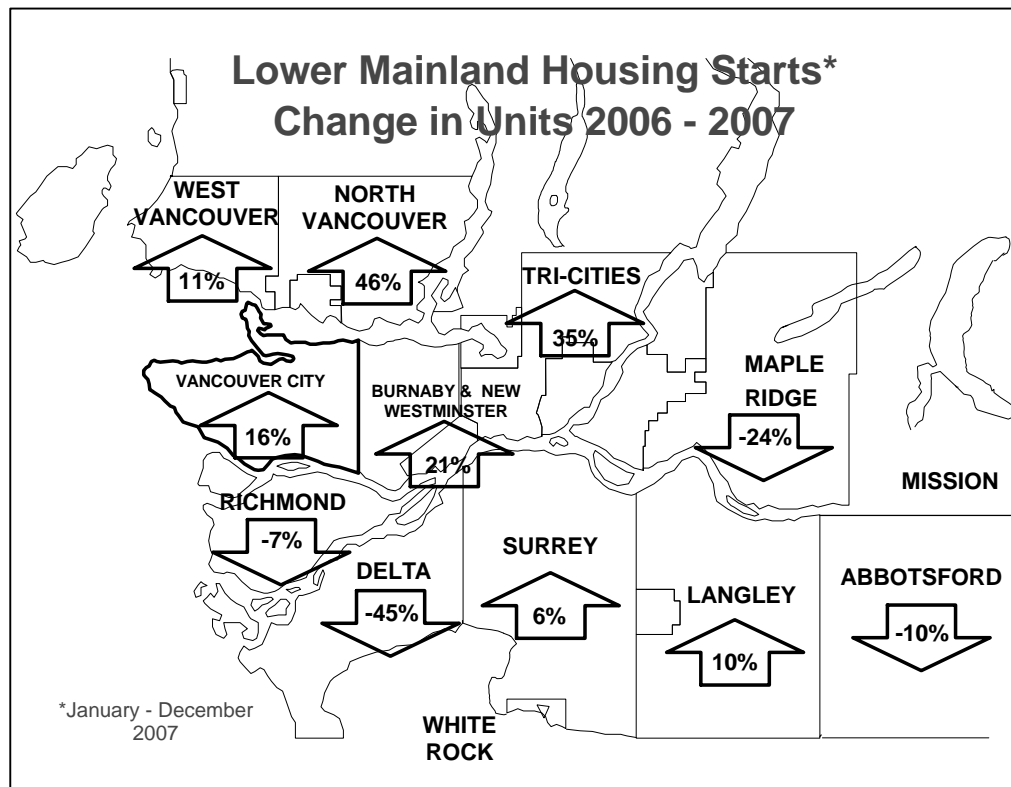 Lower Mainland Housing Starts*
Change in Units 2006 - 2007
WEST
VANCOUVER
11%
NORTH
VANCOUVER
46%
TRI-CITIES
35%
VANCOUVER CITY
16%
BURNABY & NEW
WESTMINSTER
21%
MAPLE
RIDGE
-24%
MISSION
RICHMOND
-7%
DELTA
-45%
SURREY
6%
LANGLEY
10%
ABBOTSFORD
-10%
WHITE
ROCK
*January - December
2007